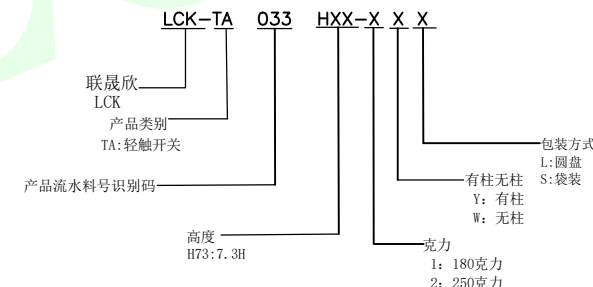 LCK-TA 033 HXX-X X X
联晟欣
LCK
产品类别
TA:轻触开关
包装方式
L:圆盘
S:袋装
产品流水料号识别码
有柱无柱
Y: 有柱
W: 无柱
高度
H73:7.3H
克力
1: 180克力
2: 250克力